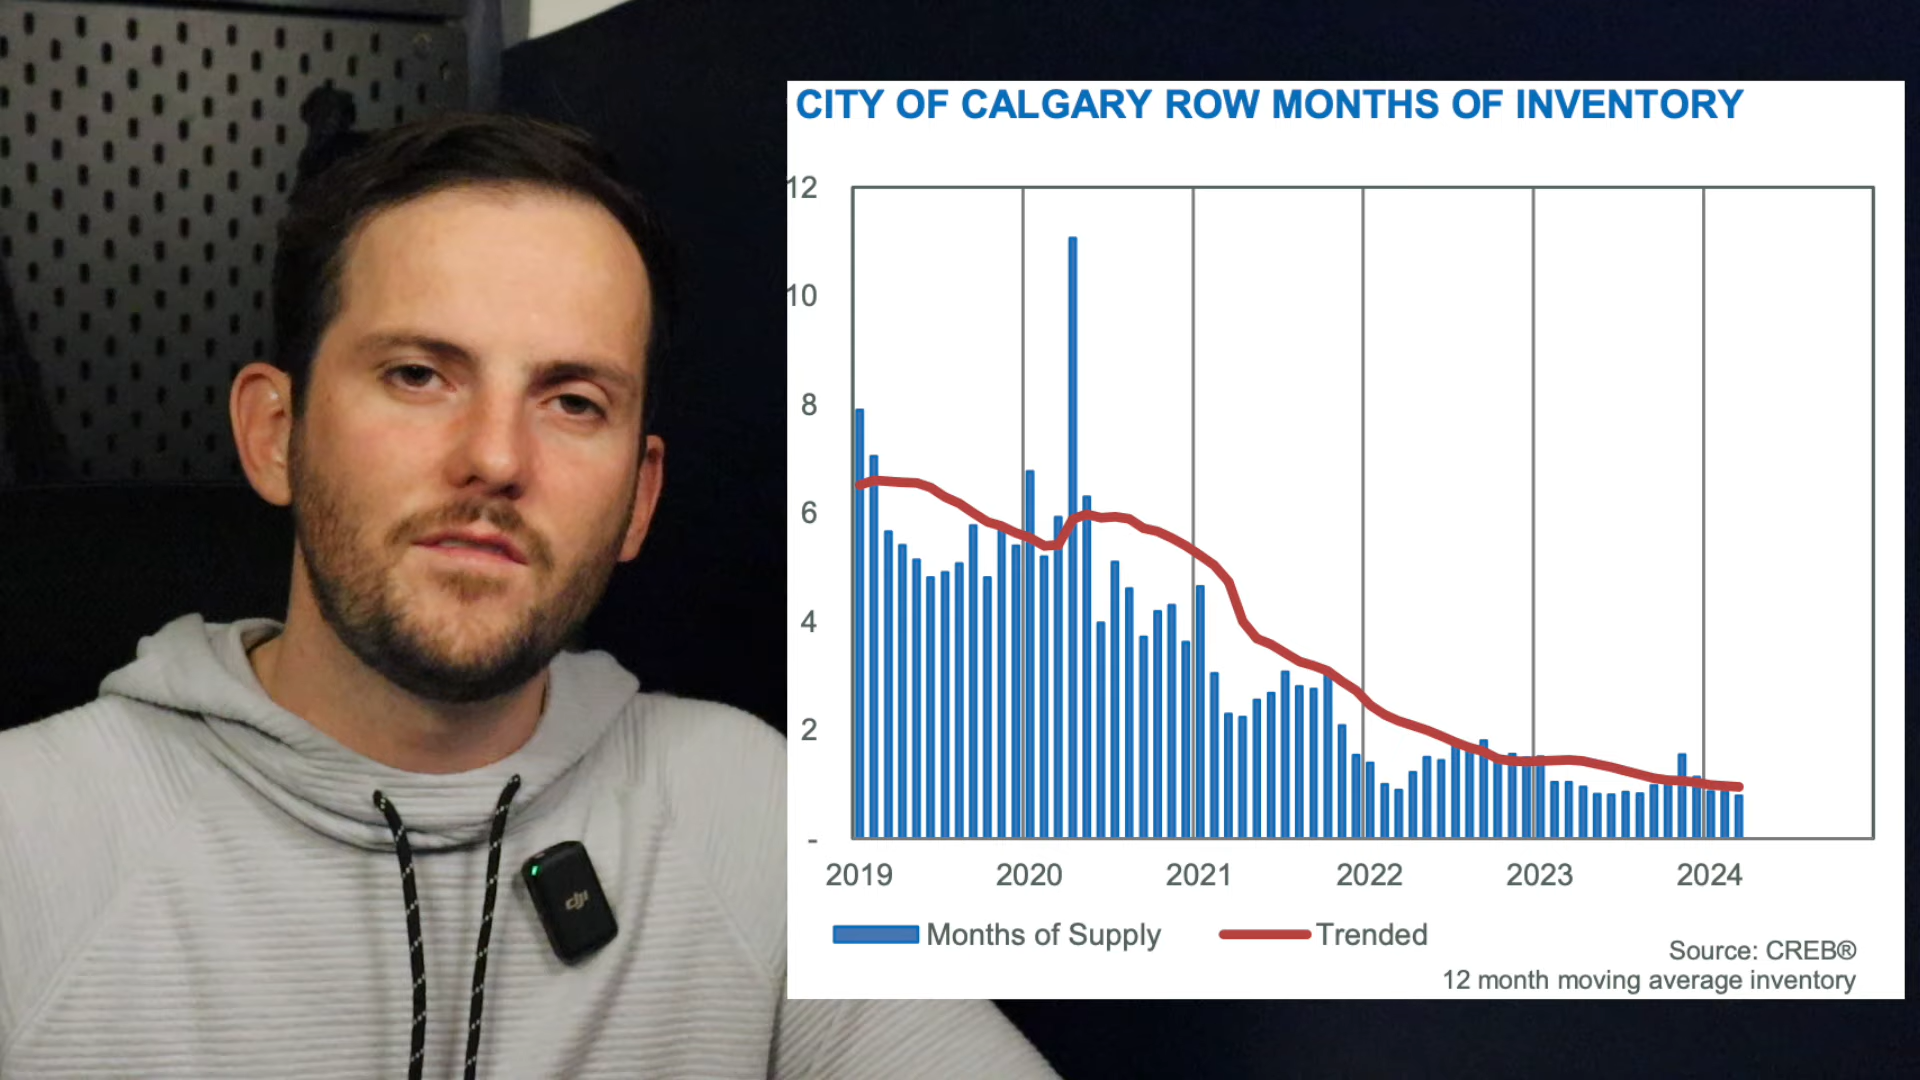 CITY OF CALGARY ROW MONTHS OF INVENTORY
12
10
8
6
4
2
-
2019 2020 2021 2022 2023 2024
Months of Supply Trended
Source: CREB®
12 month moving average inventory
dji